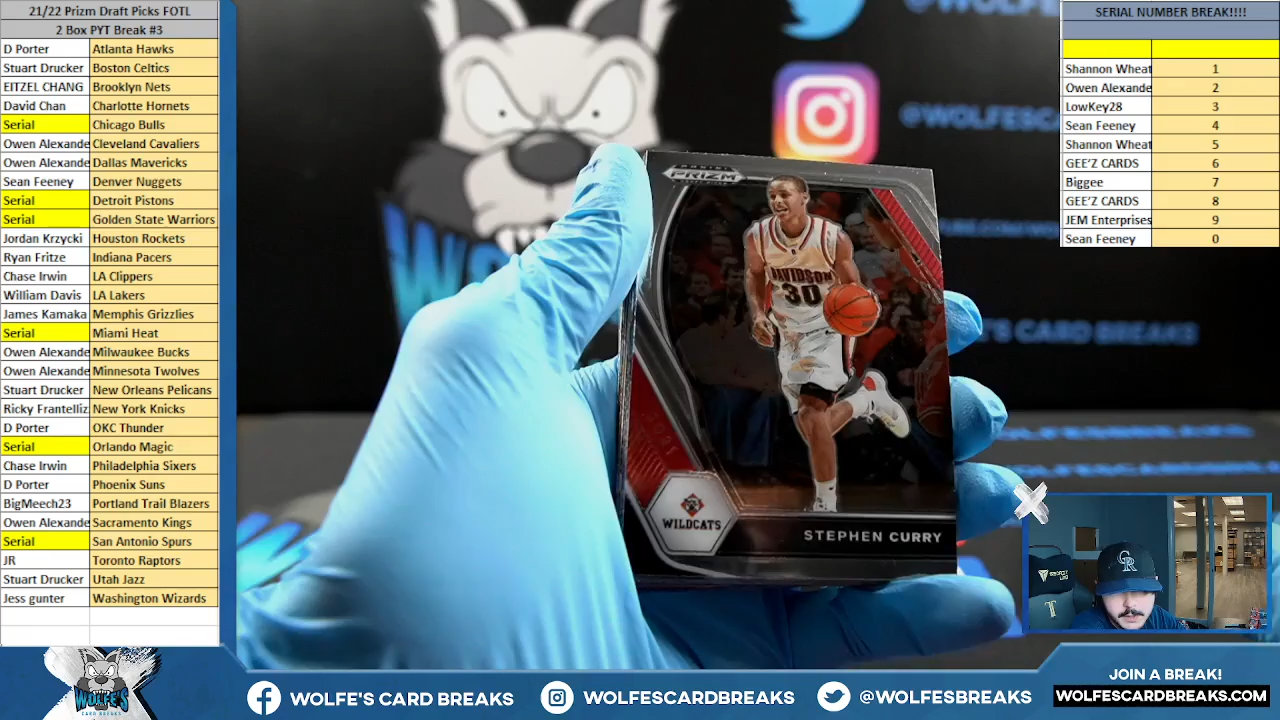 21/22 Prizm Draft Picks FOTL
2 Box PYT Break #3
D Porter Atlanta Hawks
Stuart Drucker Boston Celtics
EITZEL CHANG Brooklyn Nets
David Chan Charlotte Hornets
Serial Chicago Bulls
Owen Alexande Cleveland Cavaliers
Owen Alexande Dallas Mavericks
Sean Feeney Denver Nuggets
Serial Detroit Pistons
Serial Golden State Warriors
Jordan Krzycki Houston Rockets
Ryan Fritze Indiana Pacers
Chase Irwin LA Clippers
William Davis LA Lakers
James Kamaka Memphis Grizzlies
Serial Miami Heat
Owen Alexande Milwaukee Bucks
Owen Alexande Minnesota Twolves
Stuart Drucker New Orleans Pelicans
Ricky Frantelliz New York Knicks
D Porter OKC Thunder
Serial Orlando Magic
Chase Irwin Philadelphia Sixers
D Porter Phoenix Suns
BigMeech23 Portland Trail Blazers
Owen Alexande Sacramento Kings
Serial San Antonio Spurs
JR Toronto Raptors
Stuart Drucker Utah Jazz
Jess gunter Washington Wizards
SERIAL NUMBER BREAK!!!!
Shannon Wheat 1
Owen Alexande 2
LowKey28 3
Sean Feeney 4
Shannon Wheat 5
GEE'Z CARDS 6
Biggee 7
GEE'Z CARDS 8
JEM Enterprises 9
Sean Feeney 0
PRIZM
DAVIDSON
30
WILDCATS
STEPHEN CURRY
WOLFE'S
CARD BREAKS
WOLFE'S CARD BREAKS
WOLFESCARDBREAKS
@WOLFESBREAKS
JOIN A BREAK!
WOLFESCARDBREAKS.COM